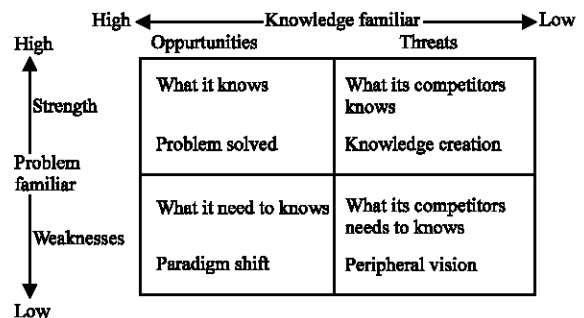 High Knowledge familiar Low
High Oppurtunities Threats
What it knows What its competitors
knows
Strength
Problem solved Knowledge creation
Problem
familiar
What it need to knows What its competitors
needs to knows
Weaknesses
Paradigm shift Peripheral vision
Low